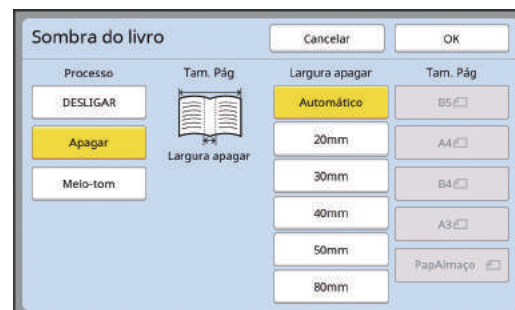 Sombra do livro
Cancelar
OK
Processo
Tam. Pág
Largura apagar
Tam. Pág
DESLIGAR
Automático
B5
Apagar
20mm
A4
Largura apagar
Meio-tom
30mm
B4
40mm
A3
50mm
PapAlmaço
80mm